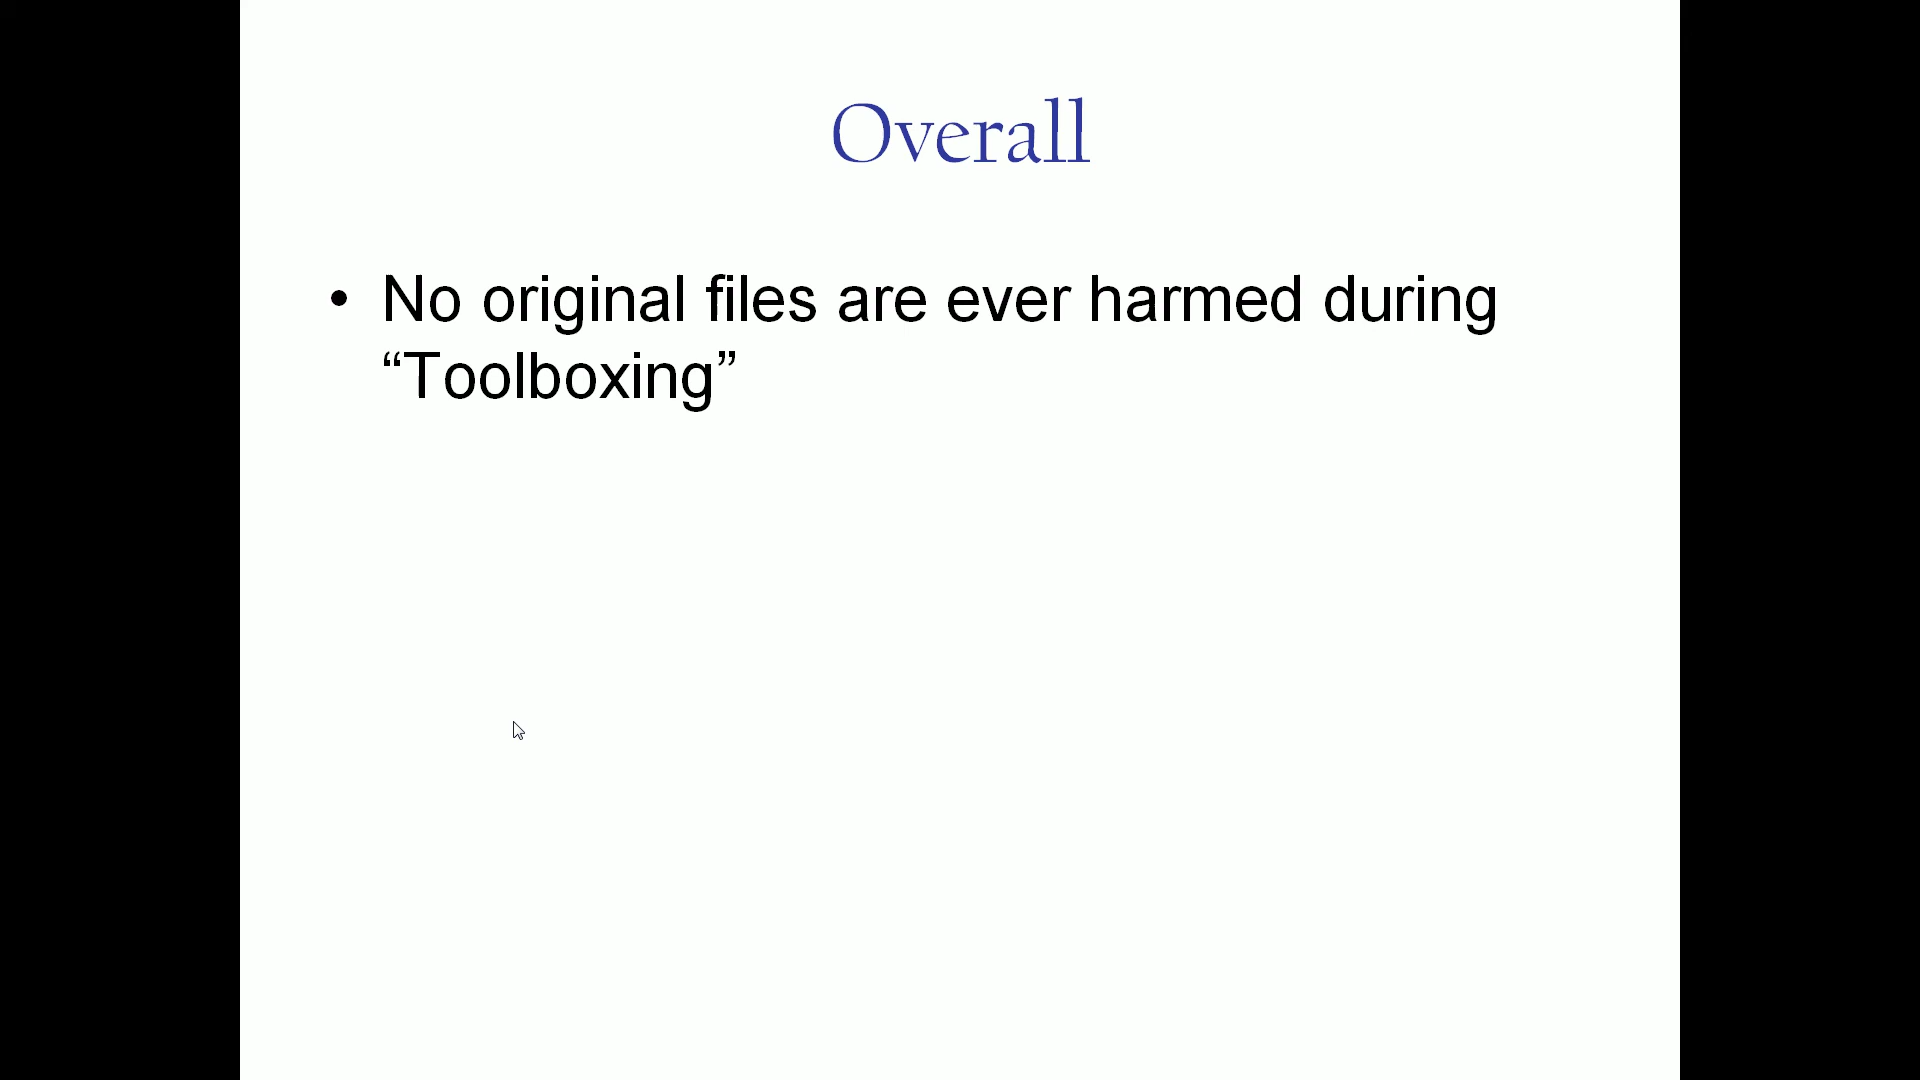 Overall
• No original files are ever harmed during
“Toolboxing”